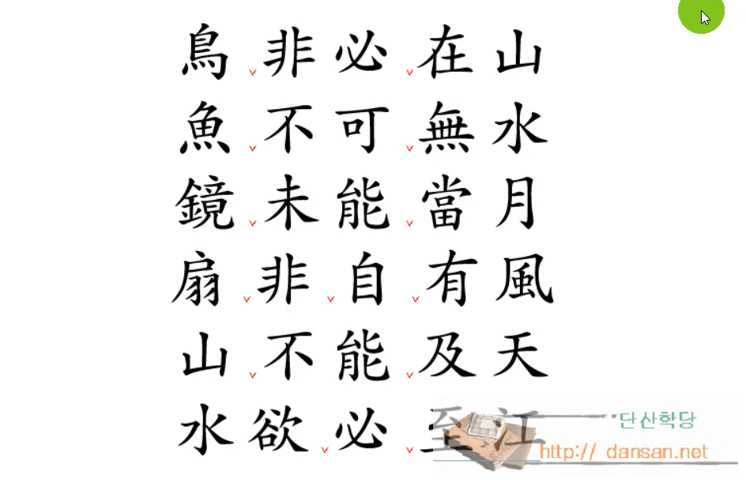 鳥 非 必 在 山
魚 不 可 無 水
鏡 未 能 當 月
扇 非 自 有 風
山 不 能 及 天
水 欲 必 至 江
단산학당
http:// dansan.net